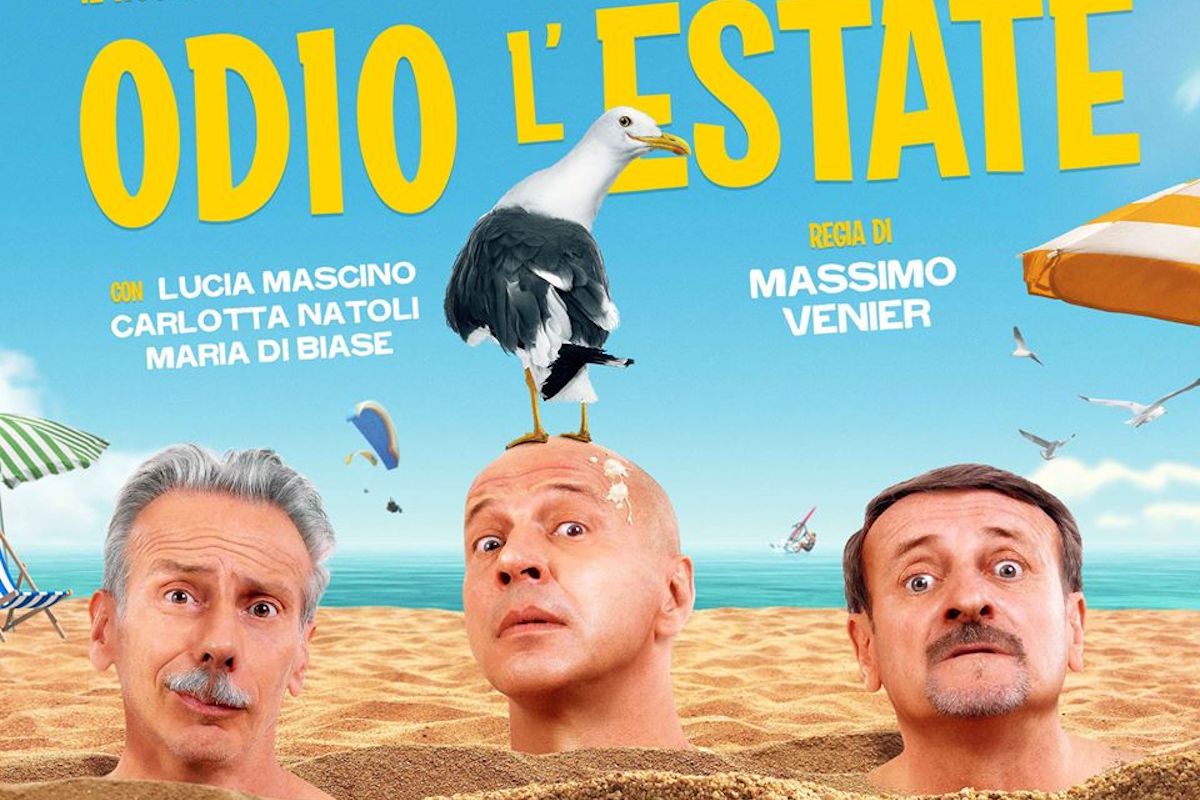 ODIO L'ESTATE
CON LUCIA MASCINO
CARLOTTA NATOLI
MARIA DI BIASE
REGIA DI
MASSIMO
VENIER